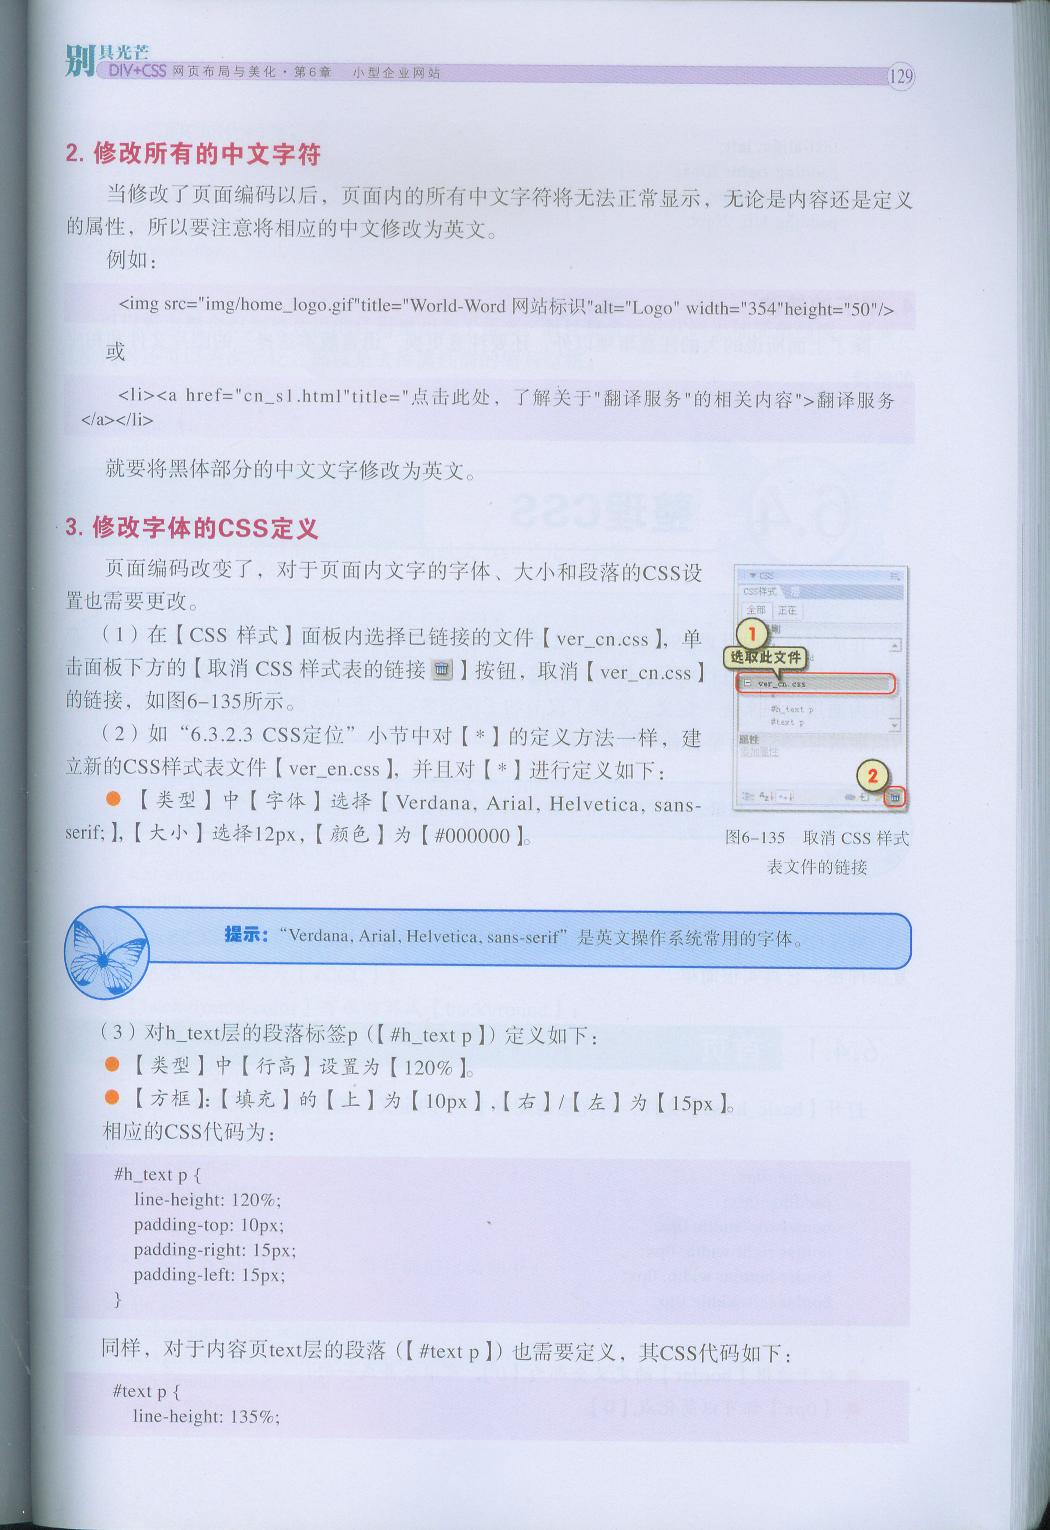 别具光芒
DIV+CSS 网页布局与美化·第6章 小型企业网站
129
2. 修改所有的中文字符
当修改了页面编码以后，页面内的所有中文字符将无法正常显示，无论是内容还是定义
的属性，所以要注意将相应的中文修改为英文。
例如：
<img src="img/home_logo.gif"title="World-Word 网站标识"alt="Logo" width="354"height="50"/>
或
<li><a href="cn_s1.html"title="点击此处，了解关于"翻译服务"的相关内容">翻译服务
</a></li>
就要将黑体部分的中文文字修改为英文。
3. 修改字体的CSS定义
页面编码改变了，对于页面内文字的字体、大小和段落的CSS设
置也需要更改。
（1）在【CSS 样式】面板内选择已链接的文件【ver_cn.css】，单
击面板下方的【取消 CSS 样式表的链接】按钮，取消【ver_cn.css】
的链接，如图6-135所示。
（2）如“6.3.2.3 CSS定位”小节中对【*】的定义方法一样，建
立新的CSS样式表文件【ver_en.css】，并且对【*】进行定义如下：
●【类型】中【字体】选择【Verdana, Arial, Helvetica, sans-
serif;】，【大小】选择12px，【颜色】为【#000000】。
CSS
CSS样式
全部 正在
1
选取此文件
ver_cn.css
#h_text p
#text p
属性
添加属性
2
图6-135 取消 CSS 样式
表文件的链接
提示：“Verdana, Arial, Helvetica, sans-serif”是英文操作系统常用的字体。
（3）对h_text层的段落标签p（【#h_text p】）定义如下：
●【类型】中【行高】设置为【120%】。
●【方框】：【填充】的【上】为【10px】，【右】/【左】为【15px】。
相应的CSS代码为：
#h_text p {
line-height: 120%;
padding-top: 10px;
padding-right: 15px;
padding-left: 15px;
}
同样，对于内容页text层的段落（【#text p】）也需要定义，其CSS代码如下：
#text p {
line-height: 135%;